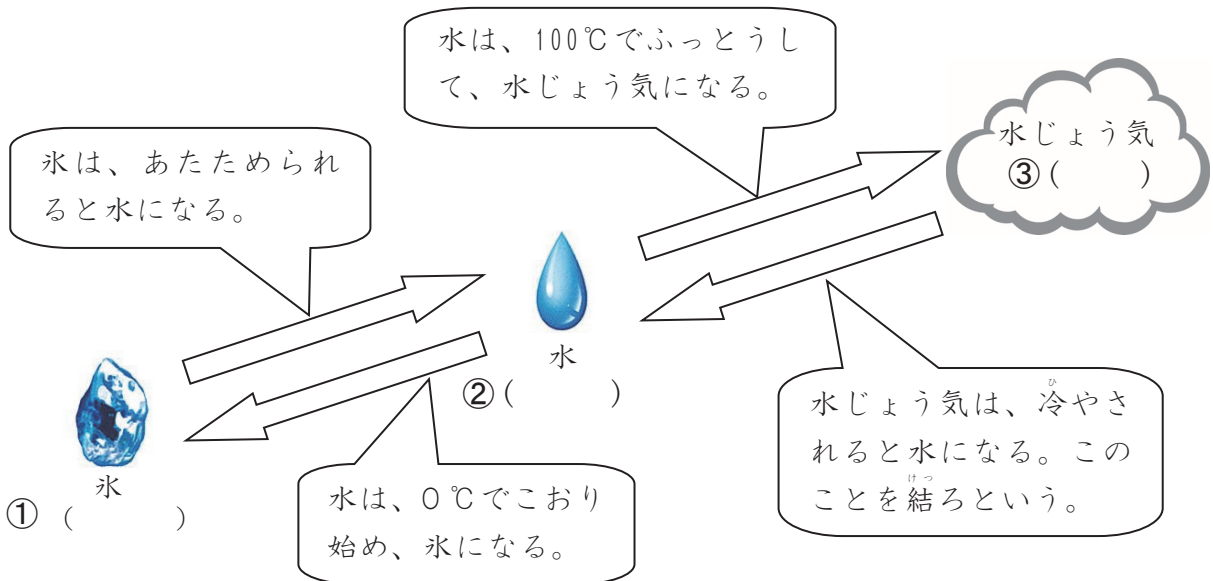 水は、100℃でふっとうし
て、水じょう気になる。
水じょう気
③(　　)
氷は、あたためられ
ると水になる。
水
②(　　)
氷
①(　　)
水は、0℃でこおり
始め、氷になる。
水じょう気は、冷やさ
れると水になる。この
ことを結ろという。
ひ
けつ